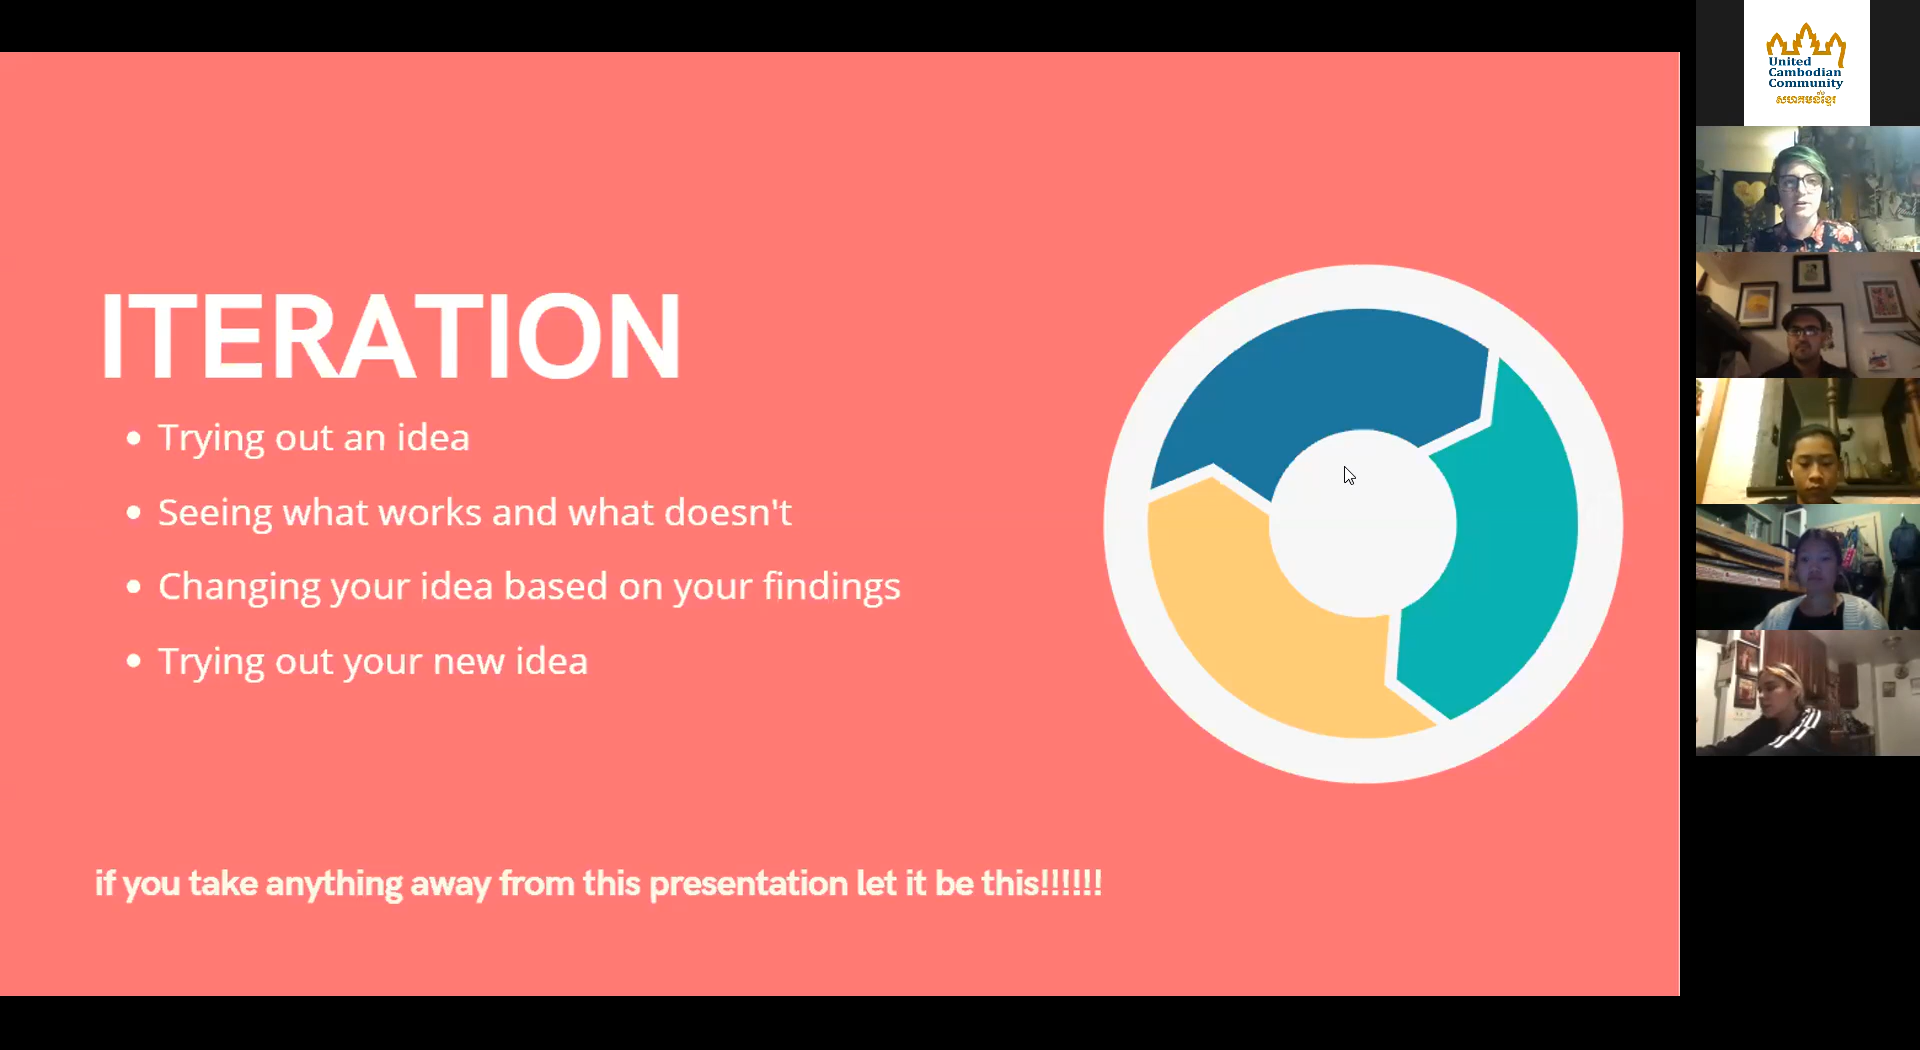 ITERATION
Trying out an idea
Seeing what works and what doesn't
Changing your idea based on your findings
Trying out your new idea
if you take anything away from this presentation let it be this!!!!!!
United
Cambodian
Community
សហគមន៍ខ្មែរ